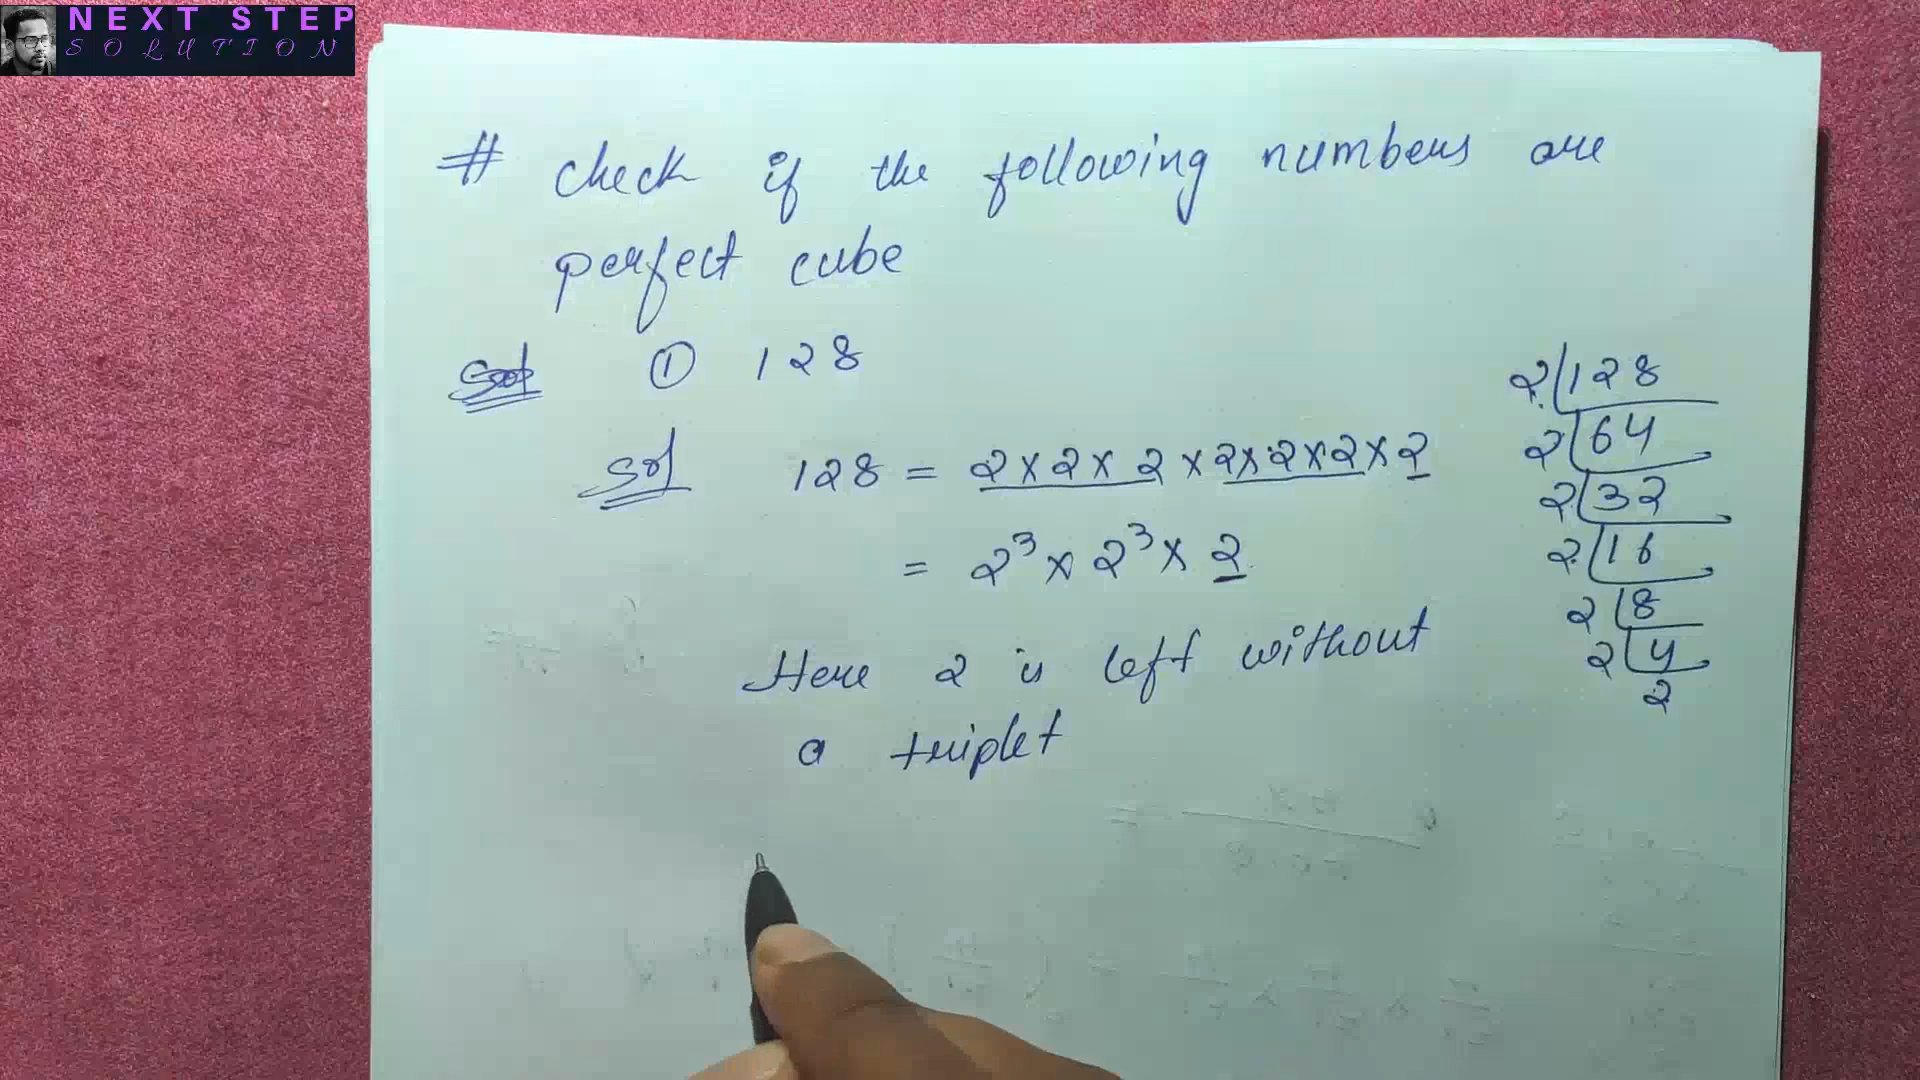 NEXT STEP
SOLUTION
# check if the following numbers are
perfect cube
① 128
Sol 128 = 2 × 2 × 2 × 2 × 2 × 2 × 2
= 2³ × 2³ × 2
Here 2 is left without
a triplet
2 | 128
2 | 64
2 | 32
2 | 16
2 | 8
2 | 4
2